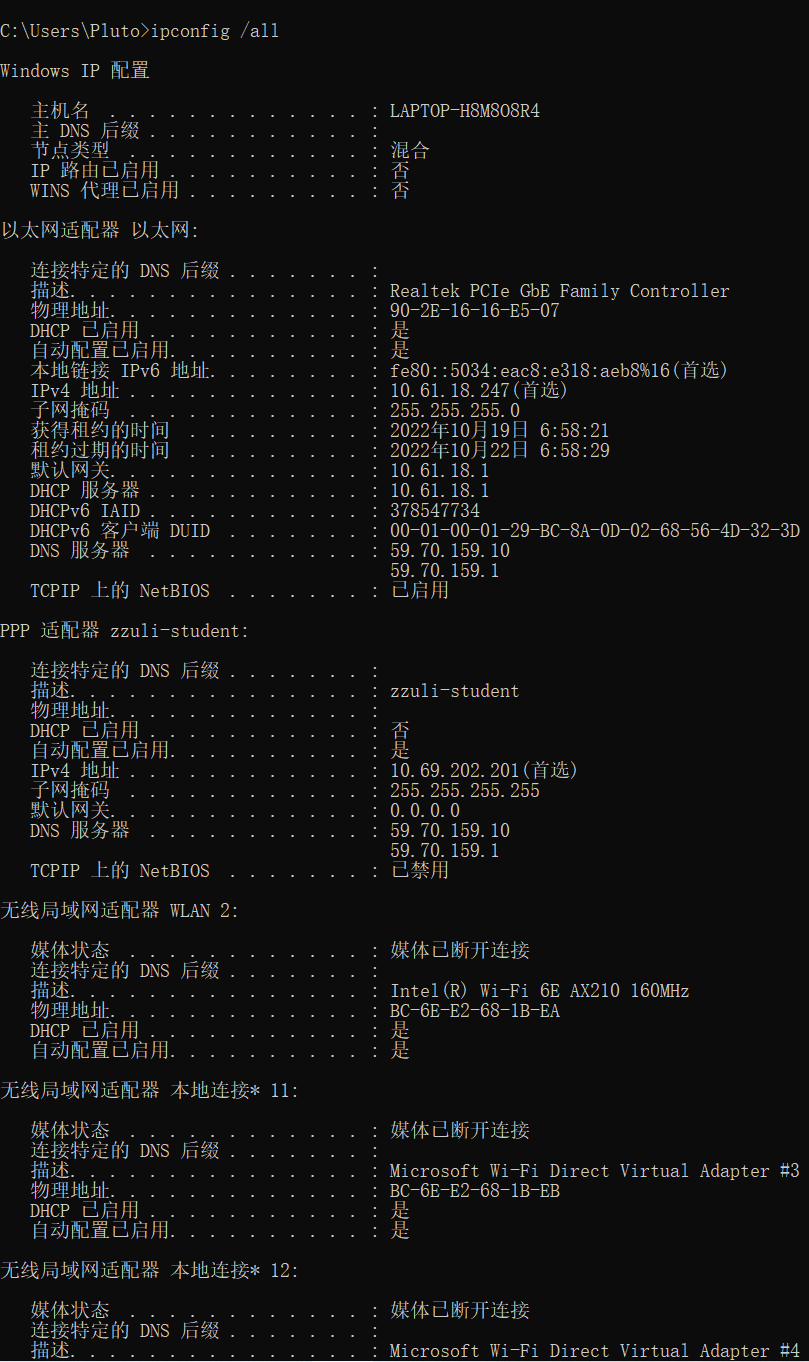 C:\Users\Pluto>ipconfig /all
Windows IP 配置
主机名 . . . . . . . . . . . . . : LAPTOP-H8M8O8R4
主 DNS 后缀 . . . . . . . . . . . :
节点类型 . . . . . . . . . . . . : 混合
IP 路由已启用 . . . . . . . . . . : 否
WINS 代理已启用 . . . . . . . . . : 否
以太网适配器 以太网:
连接特定的 DNS 后缀 . . . . . . . :
描述. . . . . . . . . . . . . . . : Realtek PCIe GbE Family Controller
物理地址. . . . . . . . . . . . . : 90-2E-16-16-E5-07
DHCP 已启用 . . . . . . . . . . . : 是
自动配置已启用. . . . . . . . . . : 是
本地链接 IPv6 地址. . . . . . . . : fe80::5034:eac8:e318:aeb8%16(首选)
IPv4 地址 . . . . . . . . . . . . : 10.61.18.247(首选)
子网掩码 . . . . . . . . . . . . : 255.255.255.0
获得租约的时间 . . . . . . . . . : 2022年10月19日 6:58:21
租约过期的时间 . . . . . . . . . : 2022年10月22日 6:58:29
默认网关. . . . . . . . . . . . . : 10.61.18.1
DHCP 服务器 . . . . . . . . . . . : 10.61.18.1
DHCPv6 IAID . . . . . . . . . . . : 378547734
DHCPv6 客户端 DUID . . . . . . . : 00-01-00-01-29-BC-8A-0D-02-68-56-4D-32-3D
DNS 服务器 . . . . . . . . . . . : 59.70.159.10
59.70.159.1
TCPIP 上的 NetBIOS . . . . . . . : 已启用
PPP 适配器 zzuli-student:
连接特定的 DNS 后缀 . . . . . . . :
描述. . . . . . . . . . . . . . . : zzuli-student
物理地址. . . . . . . . . . . . . :
DHCP 已启用 . . . . . . . . . . . : 否
自动配置已启用. . . . . . . . . . : 是
IPv4 地址 . . . . . . . . . . . . : 10.69.202.201(首选)
子网掩码 . . . . . . . . . . . . : 255.255.255.255
默认网关. . . . . . . . . . . . . : 0.0.0.0
DNS 服务器 . . . . . . . . . . . : 59.70.159.10
59.70.159.1
TCPIP 上的 NetBIOS . . . . . . . : 已禁用
无线局域网适配器 WLAN 2:
媒体状态 . . . . . . . . . . . . : 媒体已断开连接
连接特定的 DNS 后缀 . . . . . . . :
描述. . . . . . . . . . . . . . . : Intel(R) Wi-Fi 6E AX210 160MHz
物理地址. . . . . . . . . . . . . : BC-6E-E2-68-1B-EA
DHCP 已启用 . . . . . . . . . . . : 是
自动配置已启用. . . . . . . . . . : 是
无线局域网适配器 本地连接* 11:
媒体状态 . . . . . . . . . . . . : 媒体已断开连接
连接特定的 DNS 后缀 . . . . . . . :
描述. . . . . . . . . . . . . . . : Microsoft Wi-Fi Direct Virtual Adapter #3
物理地址. . . . . . . . . . . . . : BC-6E-E2-68-1B-EB
DHCP 已启用 . . . . . . . . . . . : 是
自动配置已启用. . . . . . . . . . : 是
无线局域网适配器 本地连接* 12:
媒体状态 . . . . . . . . . . . . : 媒体已断开连接
连接特定的 DNS 后缀 . . . . . . . :
描述. . . . . . . . . . . . . . . : Microsoft Wi-Fi Direct Virtual Adapter #4